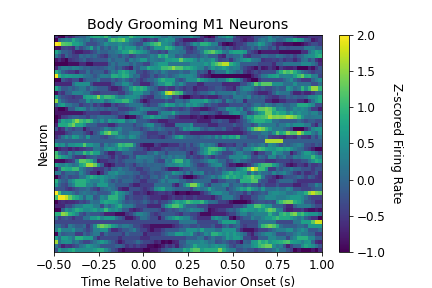 Body Grooming M1 Neurons
2.0
1.5
1.0
0.5
0.0
−0.5
−1.0
Z-scored Firing Rate
Neuron
−0.50 −0.25 0.00 0.25 0.50 0.75 1.00
Time Relative to Behavior Onset (s)